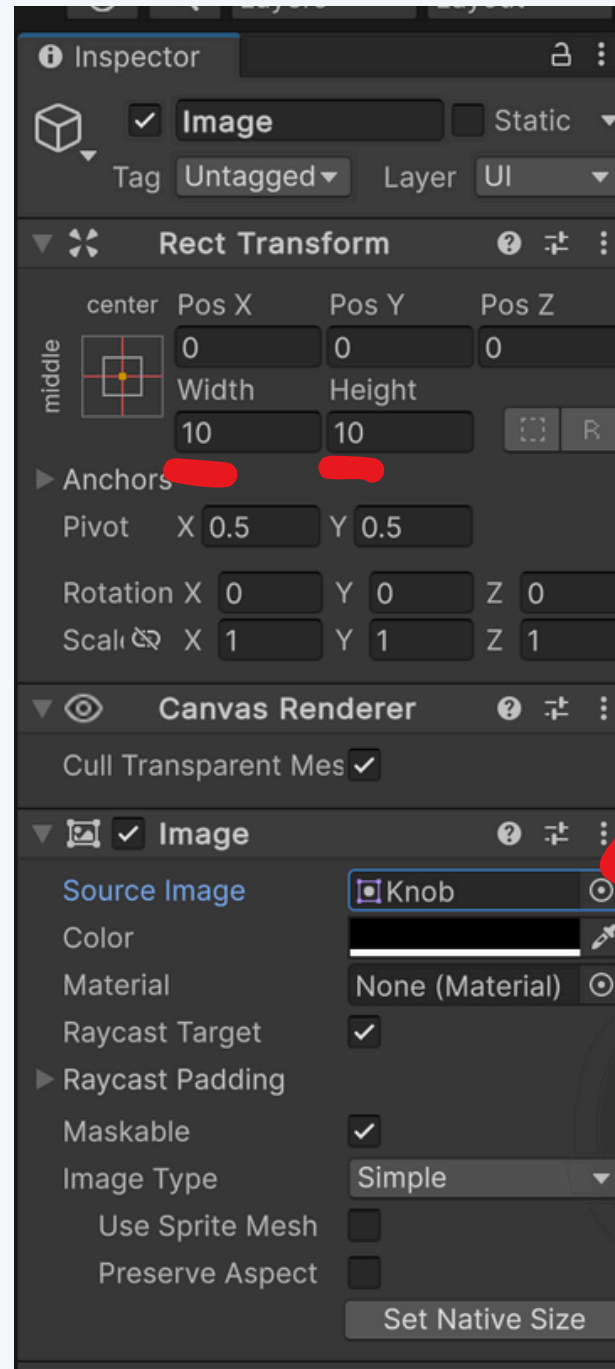 Inspector
Image Static
Tag Untagged Layer UI
Rect Transform
center Pos X Pos Y Pos Z
middle 0 0 0
Width Height
10 10 R
Anchors
Pivot X 0.5 Y 0.5
Rotation X 0 Y 0 Z 0
Scal X 1 Y 1 Z 1
Canvas Renderer
Cull Transparent Mes
Image
Source Image Knob
Color
Material None (Material)
Raycast Target
Raycast Padding
Maskable
Image Type Simple
Use Sprite Mesh
Preserve Aspect
Set Native Size